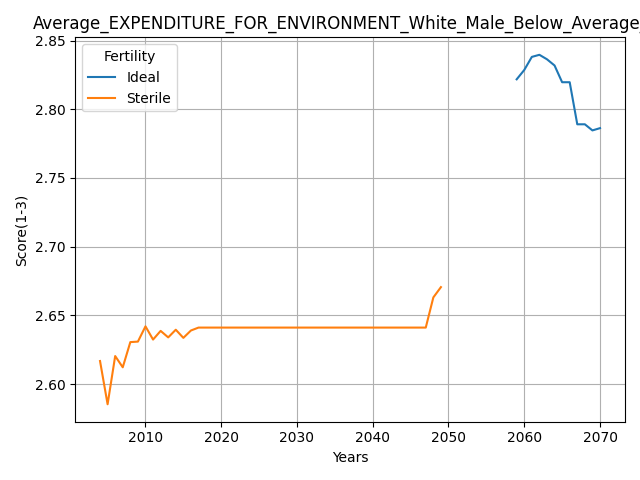 Average_EXPENDITURE_FOR_ENVIRONMENT_White_Male_Below_Average_
Fertility
Ideal
Sterile
2.85
2.80
2.75
2.70
2.65
2.60
Score(1-3)
2010 2020 2030 2040 2050 2060 2070
Years